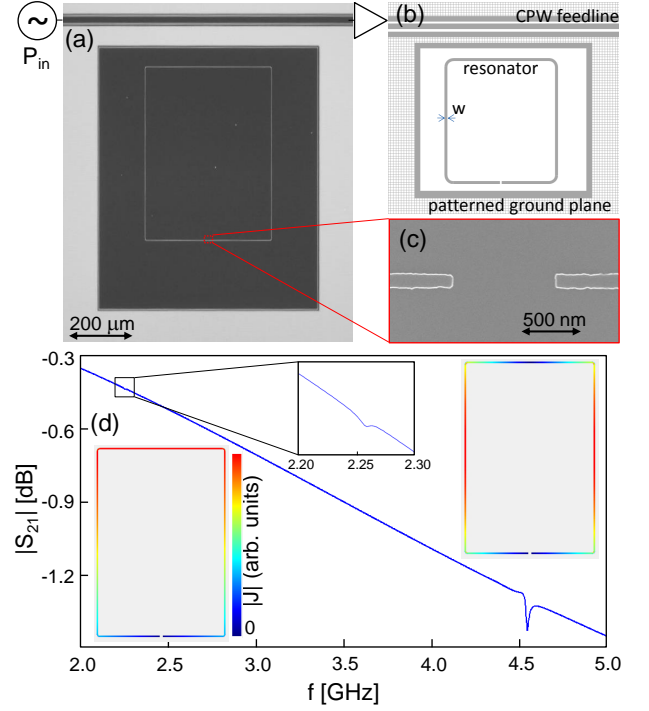 ~
P_in
(a)
200 μm
(b)
CPW feedline
resonator
w
patterned ground plane
(c)
500 nm
|S_21| [dB]
-0.3
-0.6
-0.9
-1.2
(d)
2.20
2.25
2.30
|J| (arb. units)
0
2.0
2.5
3.0
3.5
4.0
4.5
5.0
f [GHz]